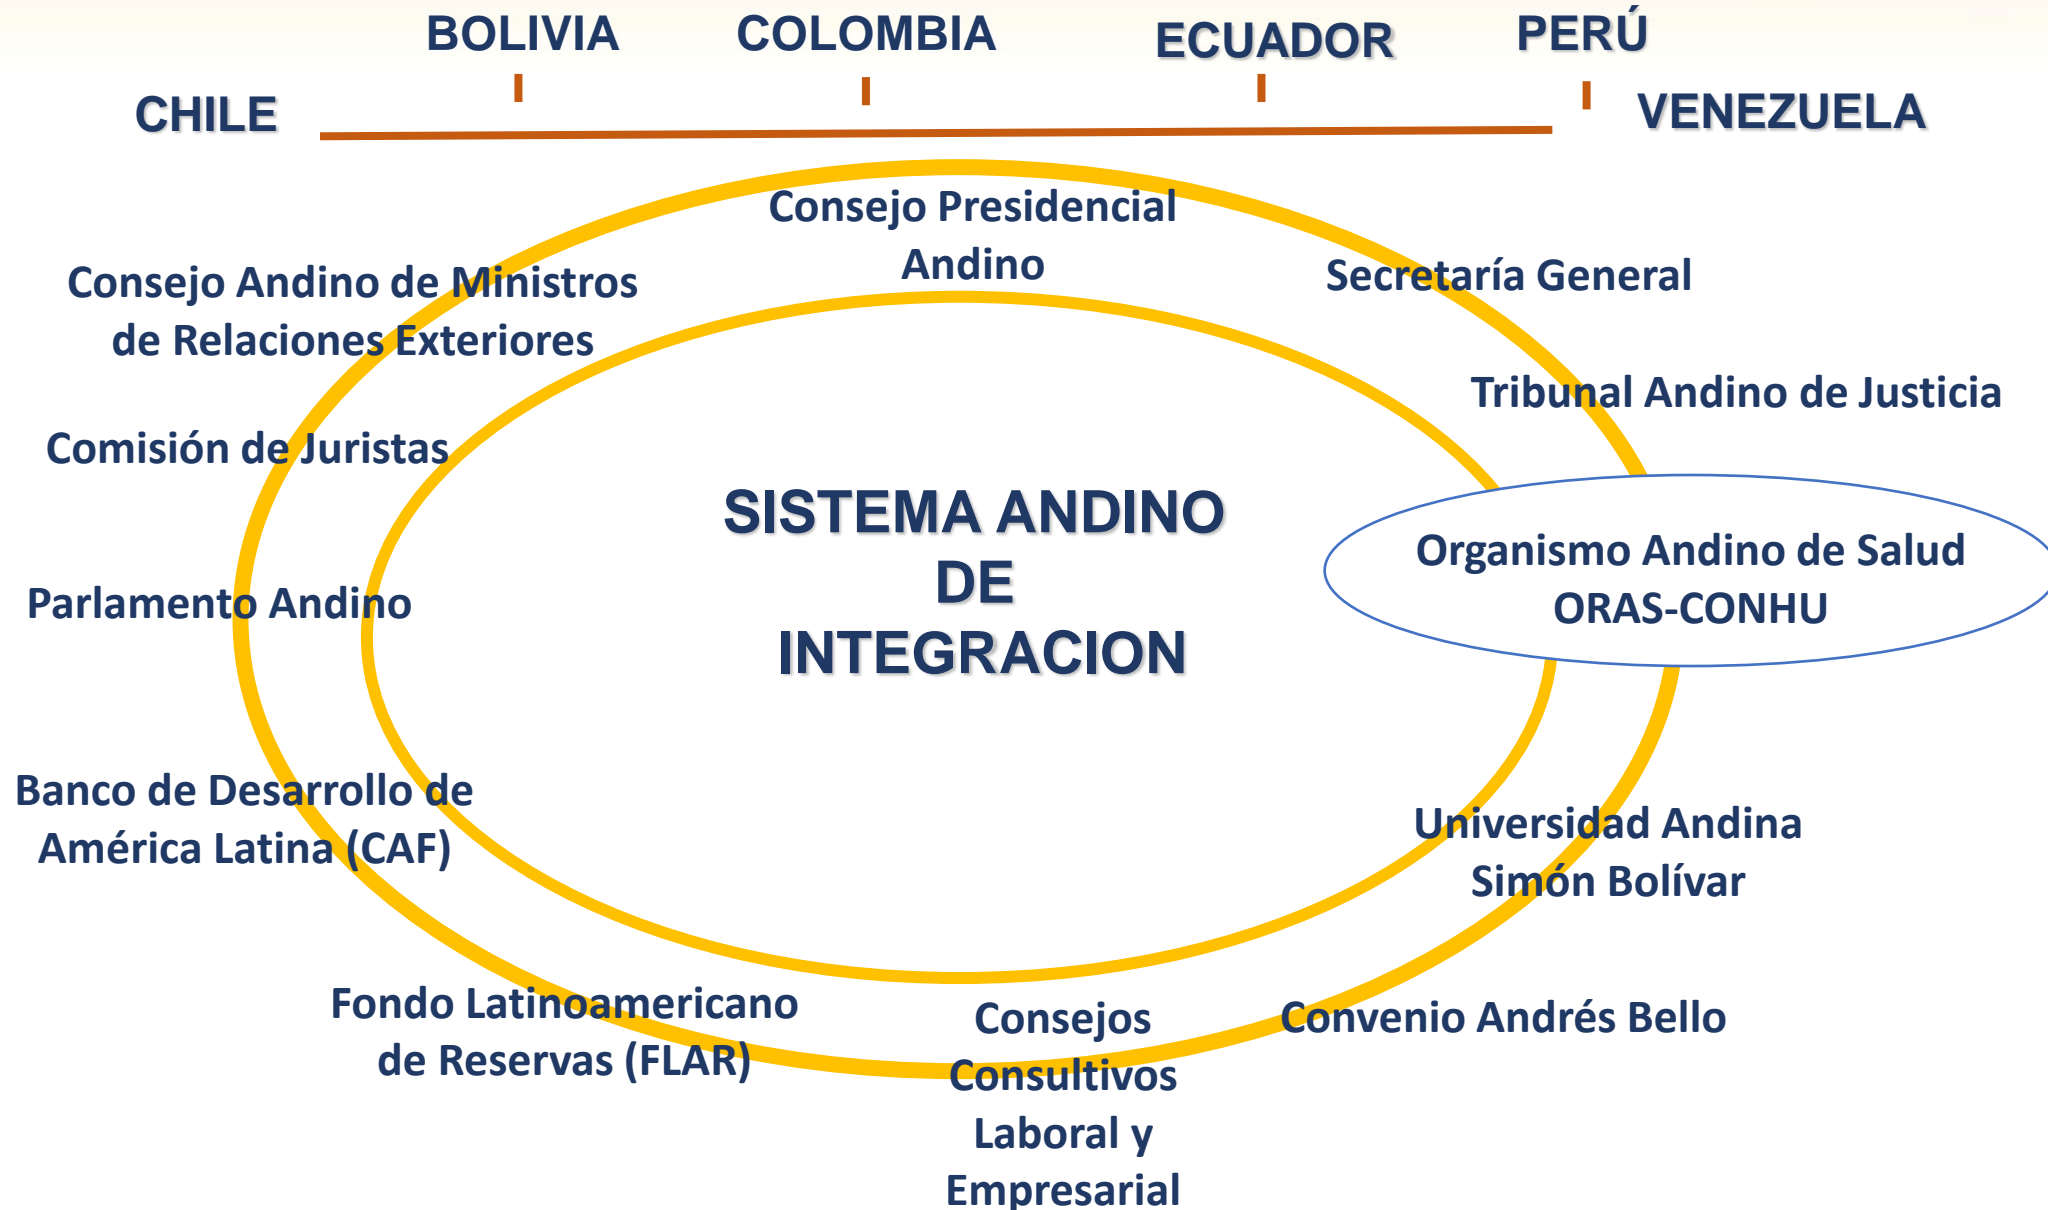 BOLIVIA
COLOMBIA
ECUADOR
PERÚ
CHILE
VENEZUELA
Consejo Presidencial
Andino
Consejo Andino de Ministros
de Relaciones Exteriores
Secretaría General
Tribunal Andino de Justicia
Comisión de Juristas
SISTEMA ANDINO
DE
INTEGRACION
Organismo Andino de Salud
ORAS-CONHU
Parlamento Andino
Banco de Desarrollo de
América Latina (CAF)
Universidad Andina
Simón Bolívar
Fondo Latinoamericano
de Reservas (FLAR)
Consejos
Consultivos
Laboral y
Empresarial
Convenio Andrés Bello